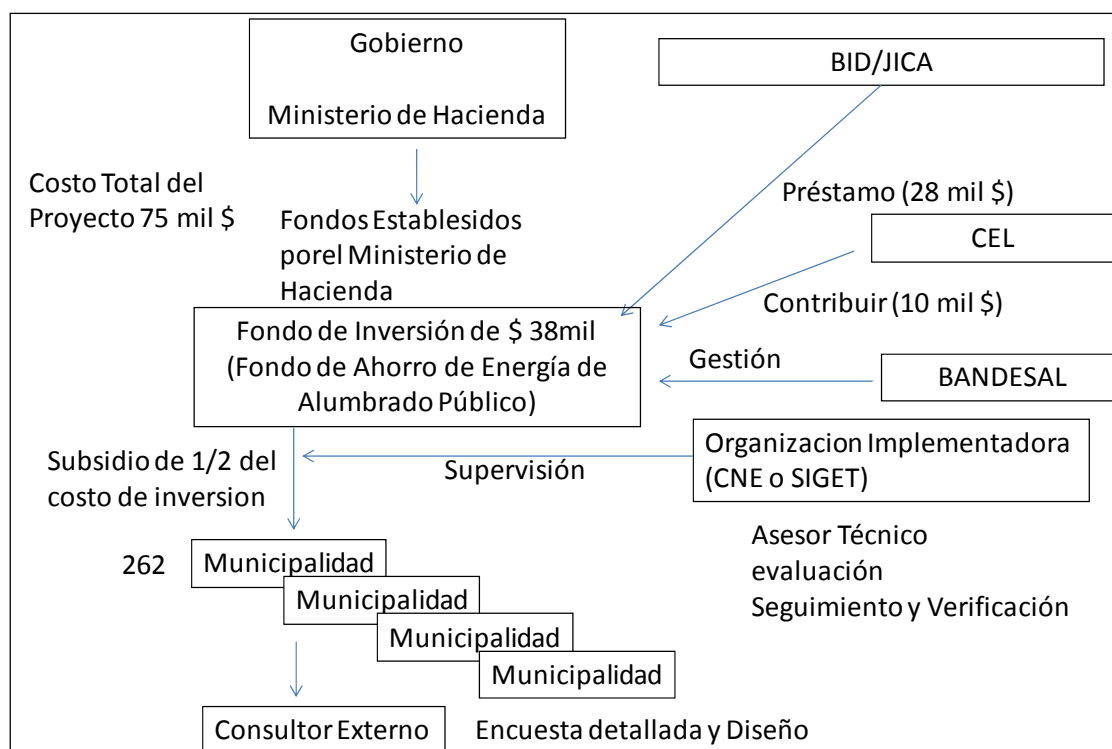 Gobierno
Ministerio de Hacienda
BID/JICA
Costo Total del
Proyecto 75 mil $
Préstamo (28 mil $)
Fondos Establesidos
porel Ministerio de
Hacienda
CEL
Contribuir (10 mil $)
Fondo de Inversión de $ 38mil
(Fondo de Ahorro de Energía de
Alumbrado Público)
Gestión
BANDESAL
Subsidio de 1/2 del
costo de inversion
Supervisión
Organizacion Implementadora
(CNE o SIGET)
Asesor Técnico
evaluación
Seguimiento y Verificación
262
Municipalidad
Municipalidad
Municipalidad
Municipalidad
Consultor Externo
Encuesta detallada y Diseño